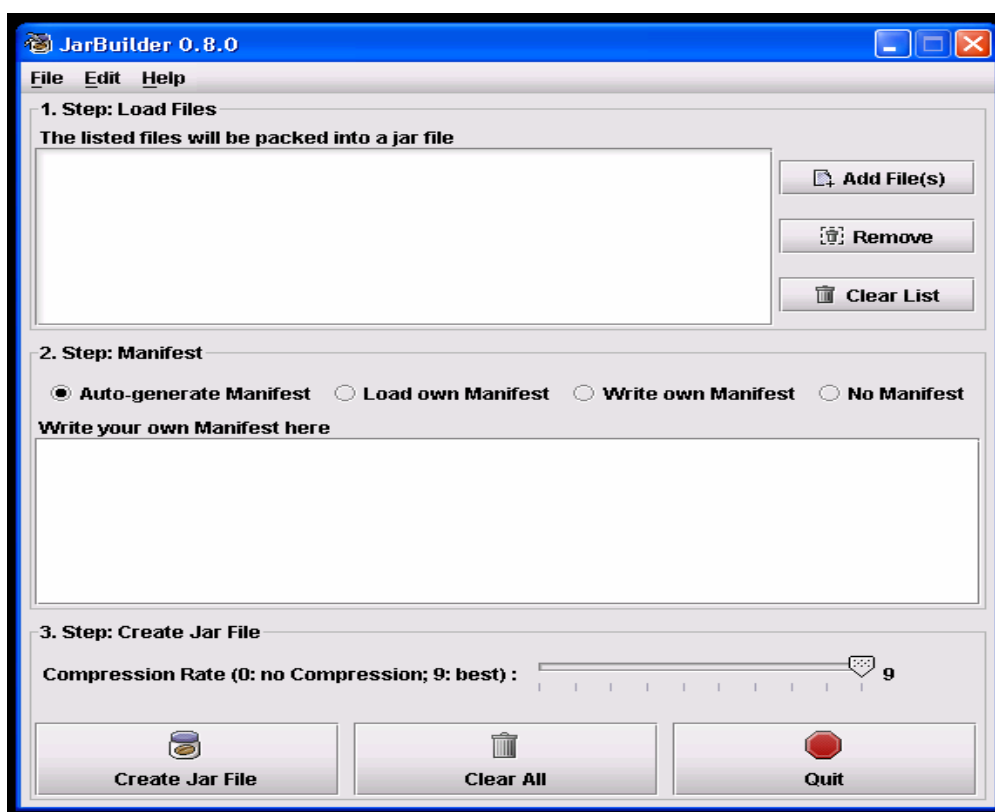 JarBuilder 0.8.0
File Edit Help
1. Step: Load Files
The listed files will be packed into a jar file
Add File(s)
Remove
Clear List
2. Step: Manifest
Auto-generate Manifest Load own Manifest Write own Manifest No Manifest
Write your own Manifest here
3. Step: Create Jar File
Compression Rate (0: no Compression; 9: best) : 9
Create Jar File Clear All Quit